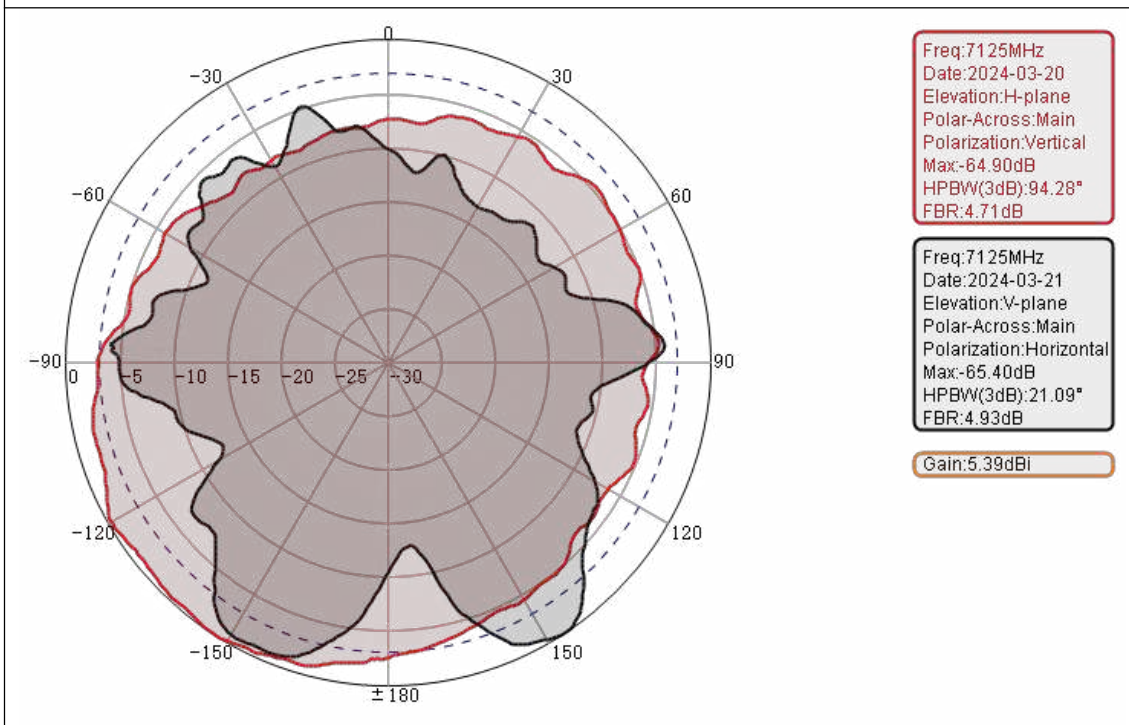 0
-30
30
-60
60
-90
90
0
-5
-10
-15
-20
-25
-30
-120
120
-150
150
±180
Freq:7125MHz
Date:2024-03-20
Elevation:H-plane
Polar-Across:Main
Polarization:Vertical
Max:-64.90dB
HPBW(3dB):94.28°
FBR:4.71dB
Freq:7125MHz
Date:2024-03-21
Elevation:V-plane
Polar-Across:Main
Polarization:Horizontal
Max:-65.40dB
HPBW(3dB):21.09°
FBR:4.93dB
Gain:5.39dBi